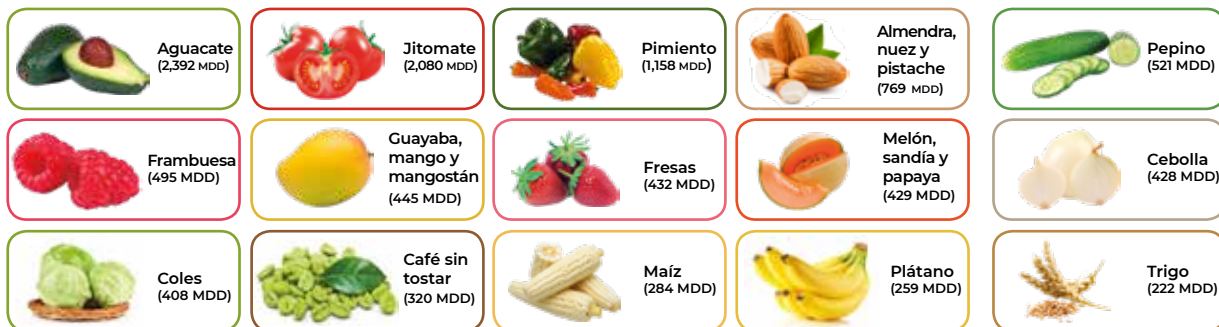 Aguacate
(2,392 MDD)
Jitomate
(2,080 MDD)
Pimiento
(1,158 MDD)
Almendra,
nuez y
pistache
(769 MDD)
Pepino
(521 MDD)
Frambuesa
(495 MDD)
Guayaba,
mango y
mangostán
(445 MDD)
Fresas
(432 MDD)
Melón,
sandía y
papaya
(429 MDD)
Cebolla
(428 MDD)
Coles
(408 MDD)
Café sin
tostar
(320 MDD)
Maíz
(284 MDD)
Plátano
(259 MDD)
Trigo
(222 MDD)